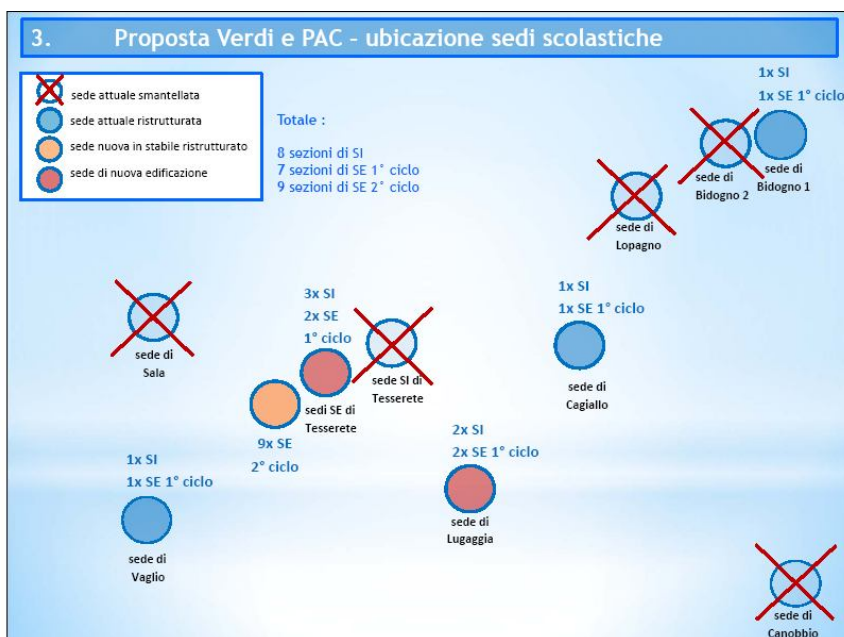 3. Proposta Verdi e PAC - ubicazione sedi scolastiche
sede attuale smantellata
sede attuale ristrutturata
sede nuova in stabile ristrutturato
sede di nuova edificazione
Totale :
8 sezioni di SI
7 sezioni di SE 1° ciclo
9 sezioni di SE 2° ciclo
1x SI
1x SE 1° ciclo
sede di
Bidogno 2
sede di
Bidogno 1
sede di
Lopagno
sede di
Sala
3x SI
2x SE
1° ciclo
sedi SE di
Tesserete
sede SI di
Tesserete
1x SI
1x SE 1° ciclo
sede di
Cagiallo
9x SE
2° ciclo
2x SI
2x SE 1° ciclo
sede di
Lugaggia
1x SI
1x SE 1° ciclo
sede di
Vaglio
sede di
Canobbio